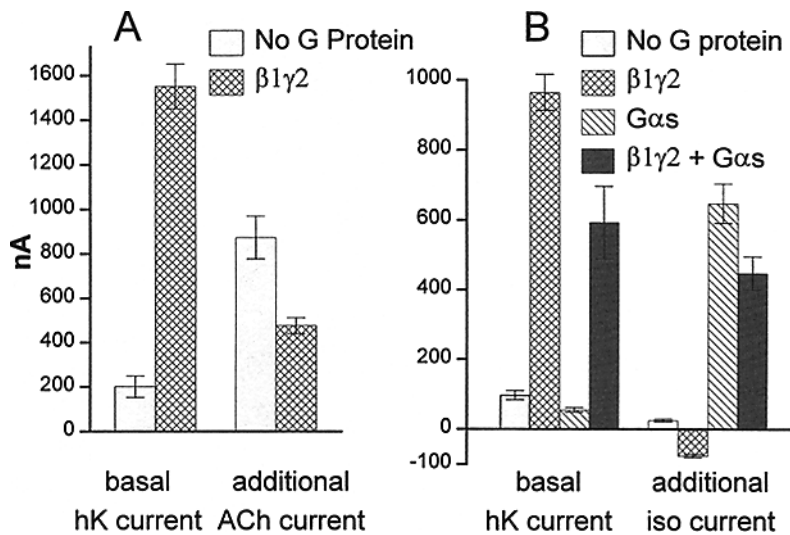 A
No G Protein
β1γ2
1600
1400
1200
1000
800
600
400
200
0
nA
basal
hK current
additional
ACh current
B
No G protein
β1γ2
Gαs
β1γ2 + Gαs
1000
800
600
400
200
0
-100
basal
hK current
additional
iso current